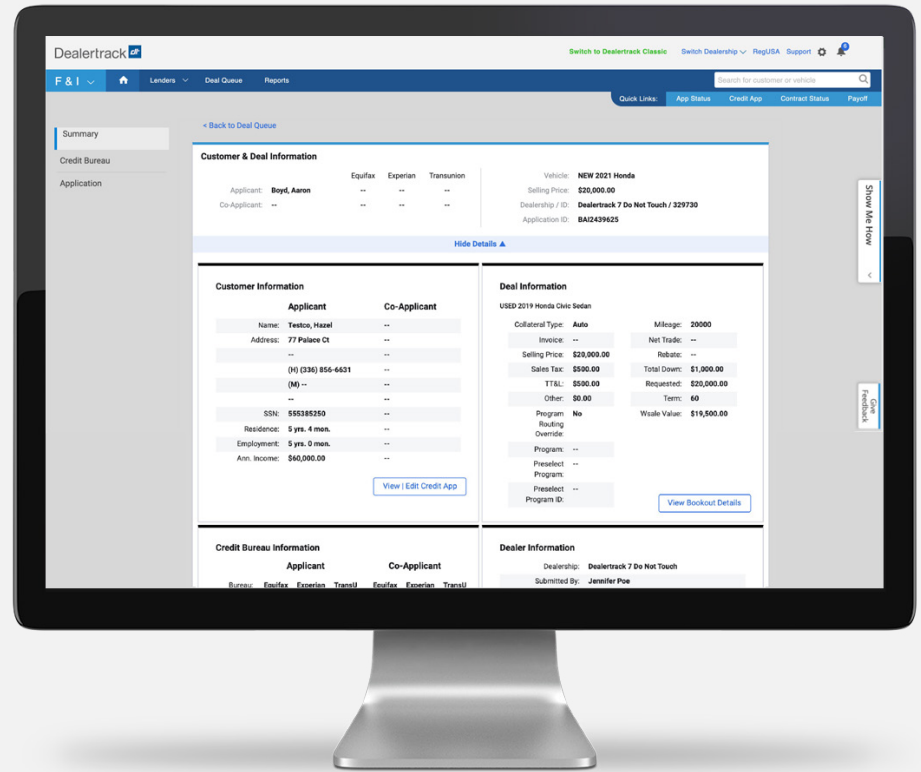 Dealertrack dt
Switch to Dealertrack Classic Switch Dealership RegUSA Support 0
F & I Lenders Deal Queue Reports Search for customer or vehicle
Quick Links: App Status Credit App Contract Status Payoff
Summary
Credit Bureau
Application
< Back to Deal Queue
Customer & Deal Information
Equifax Experian Transunion
Applicant: Boyd, Aaron -- -- --
Co-Applicant: -- -- -- --
Vehicle: NEW 2021 Honda
Selling Price: $20,000.00
Dealership / ID: Dealertrack 7 Do Not Touch / 329730
Application ID: BAI2439625
Hide Details ▲
Customer Information
Applicant Co-Applicant
Name: Testco, Hazel --
Address: 77 Palace Ct --
-- --
(H) (336) 856-6631 --
(M) -- --
-- --
SSN: 555385250 --
Residence: 5 yrs. 4 mon. --
Employment: 5 yrs. 0 mon. --
Ann. Income: $60,000.00 --
View | Edit Credit App
Deal Information
USED 2019 Honda Civic Sedan
Collateral Type: Auto Mileage: 20000
Invoice: -- Net Trade: --
Selling Price: $20,000.00 Rebate: --
Sales Tax: $500.00 Total Down: $1,000.00
TT&L: $500.00 Requested: $20,000.00
Other: $0.00 Term: 60
Program No Wsale Value: $19,500.00
Routing
Override:
Program: --
Preselect --
Program:
Preselect --
Program ID:
View Bookout Details
Credit Bureau Information
Applicant Co-Applicant
Bureau: Equifax Experian TransU Equifax Experian TransU
Dealer Information
Dealership: Dealertrack 7 Do Not Touch
Submitted By: Jennifer Poe
Show Me How
Give
Feedback